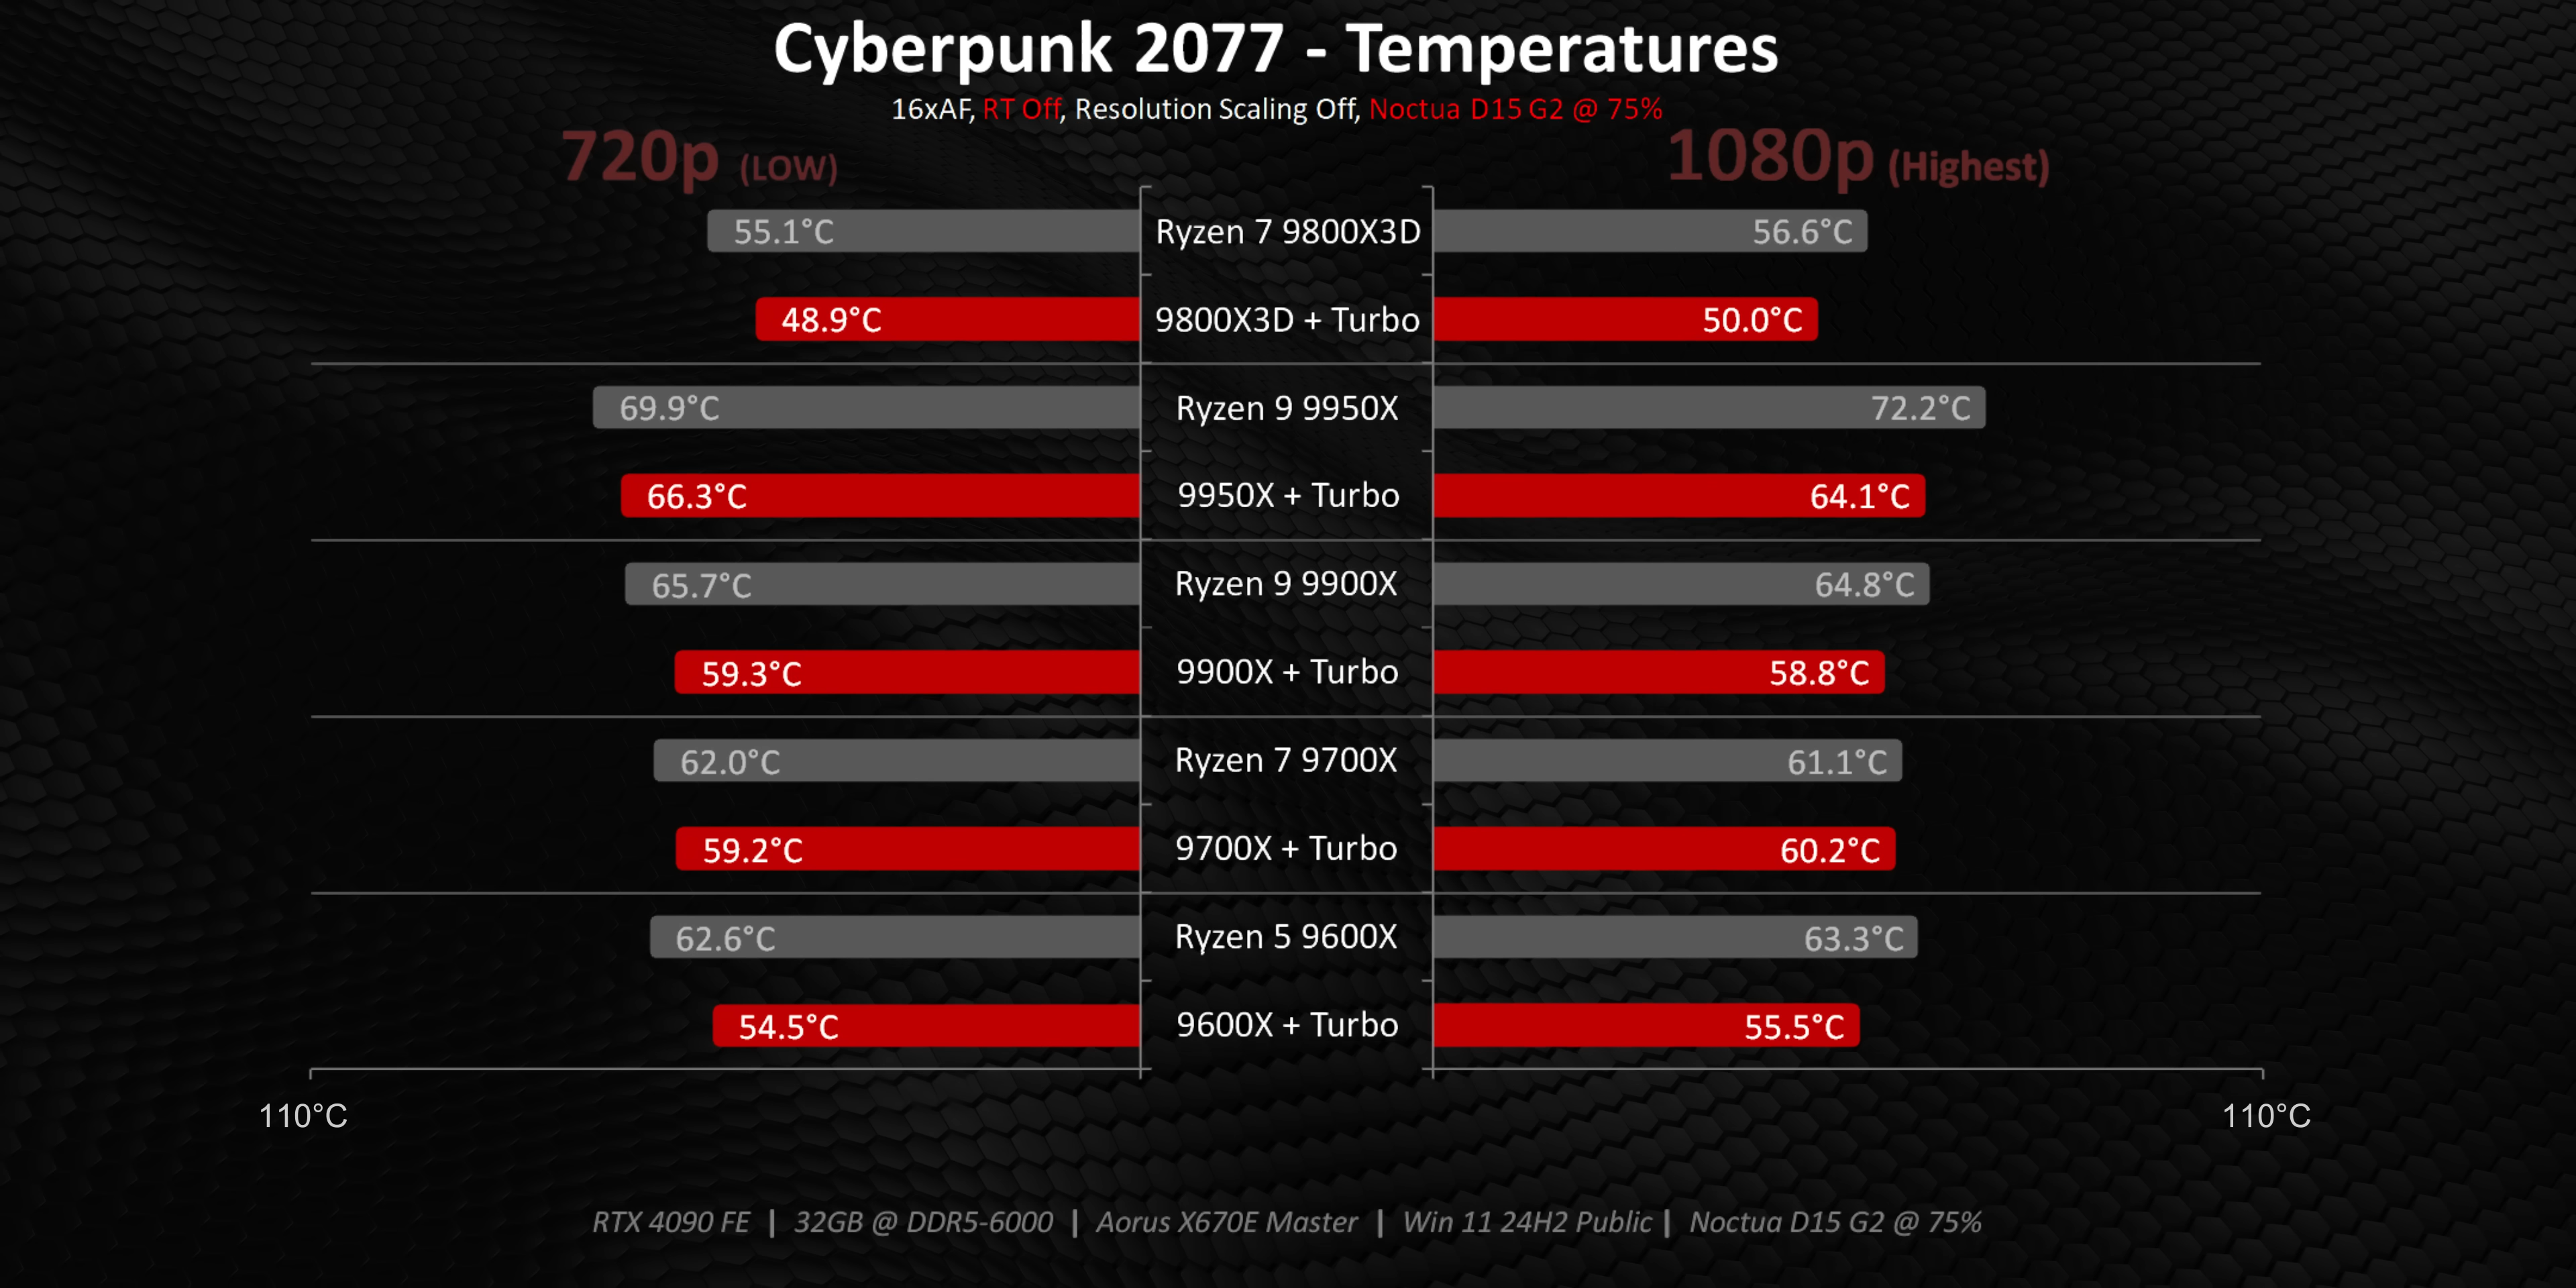 Cyberpunk 2077 - Temperatures
16xAF, RT Off, Resolution Scaling Off, Noctua D15 G2 @ 75%
720p (LOW) 1080p (Highest)
55.1°C Ryzen 7 9800X3D 56.6°C
48.9°C 9800X3D + Turbo 50.0°C
69.9°C Ryzen 9 9950X 72.2°C
66.3°C 9950X + Turbo 64.1°C
65.7°C Ryzen 9 9900X 64.8°C
59.3°C 9900X + Turbo 58.8°C
62.0°C Ryzen 7 9700X 61.1°C
59.2°C 9700X + Turbo 60.2°C
62.6°C Ryzen 5 9600X 63.3°C
54.5°C 9600X + Turbo 55.5°C
110°C 110°C
RTX 4090 FE | 32GB @ DDR5-6000 | Aorus X670E Master | Win 11 24H2 Public | Noctua D15 G2 @ 75%